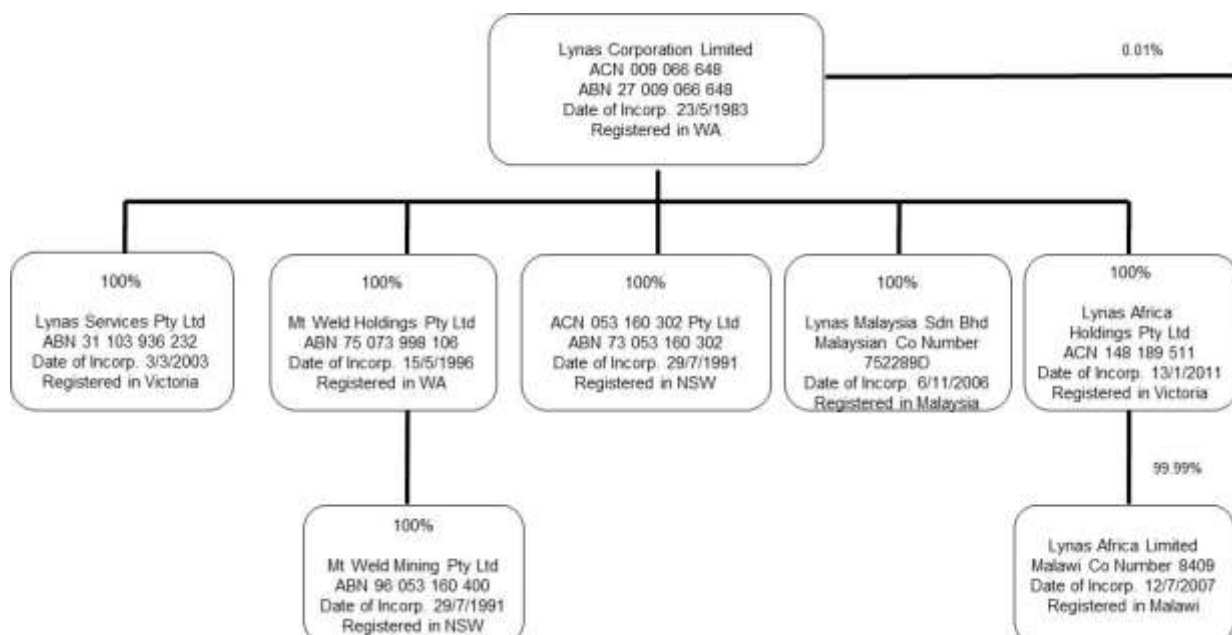 Lynas Corporation Limited
ACN 009 066 648
ABN 27 009 066 648
Date of Incorp. 23/5/1983
Registered in WA
0.01%
100%
Lynas Services Pty Ltd
ABN 31 103 936 232
Date of Incorp. 3/3/2003
Registered in Victoria
100%
Mt Weld Holdings Pty Ltd
ABN 75 073 998 106
Date of Incorp. 15/5/1996
Registered in WA
100%
ACN 053 160 302 Pty Ltd
ABN 73 053 160 302
Date of Incorp. 29/7/1991
Registered in NSW
100%
Lynas Malaysia Sdn Bhd
Malaysian Co Number
752289D
Date of Incorp. 6/11/2006
Registered in Malaysia
100%
Lynas Africa
Holdings Pty Ltd
ACN 148 189 511
Date of Incorp. 13/1/2011
Registered in Victoria
99.99%
100%
Mt Weld Mining Pty Ltd
ABN 96 053 160 400
Date of Incorp. 29/7/1991
Registered in NSW
Lynas Africa Limited
Malawi Co Number 8409
Date of Incorp. 12/7/2007
Registered in Malawi